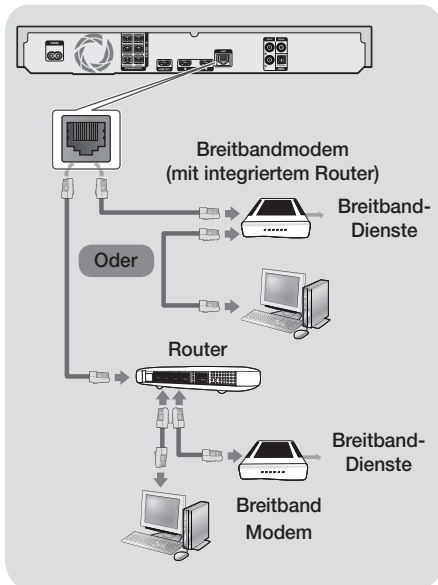 Breitbandmodem
(mit integriertem Router)
Breitband-
Dienste
Oder
Router
Breitband-
Dienste
Breitband
Modem